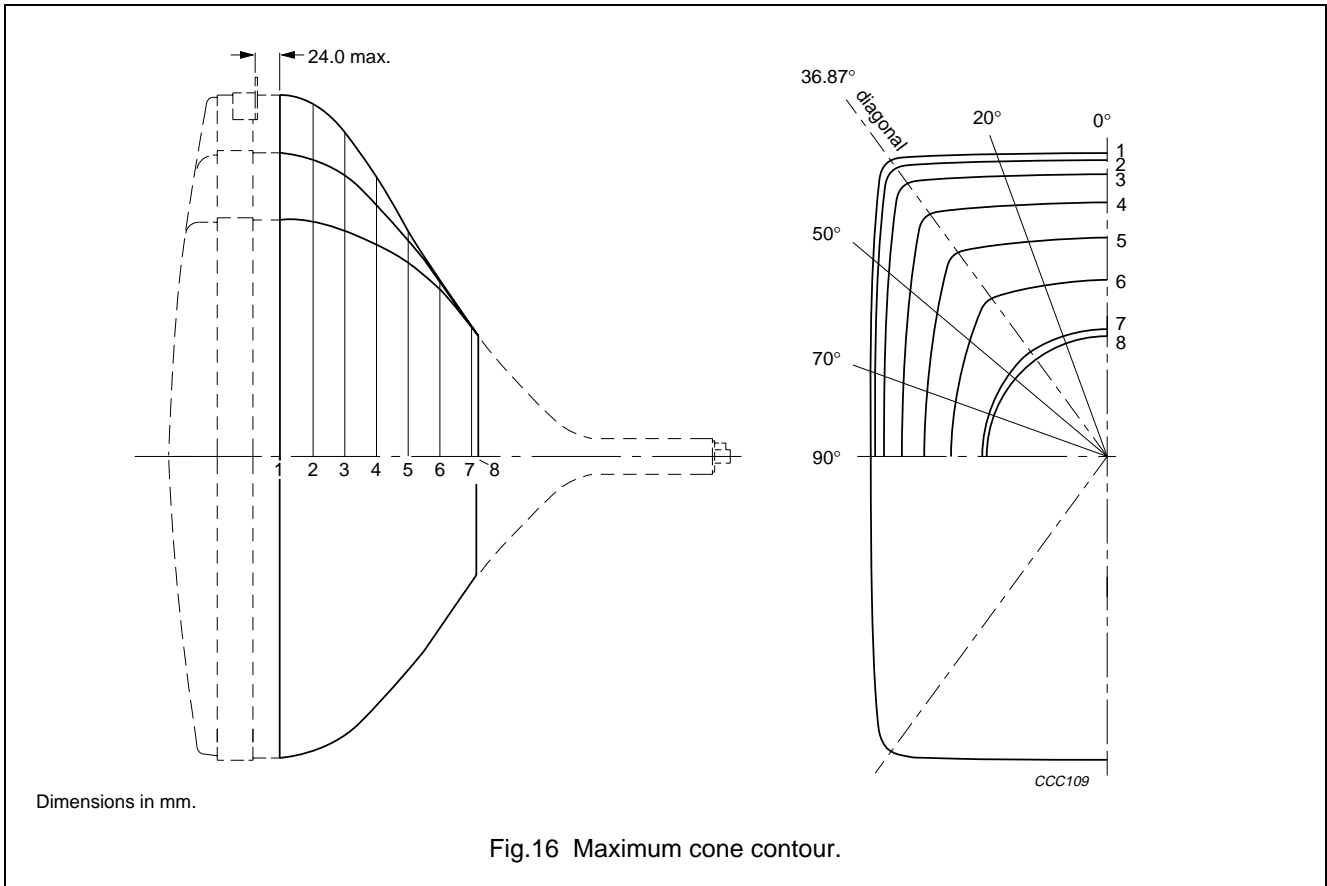 24.0 max.
1 2 3 4 5 6 7 8
36.87°
diagonal
20°
0°
1
2
3
4
50°
5
6
7
8
70°
90°
CCC109
Dimensions in mm.
Fig.16 Maximum cone contour.